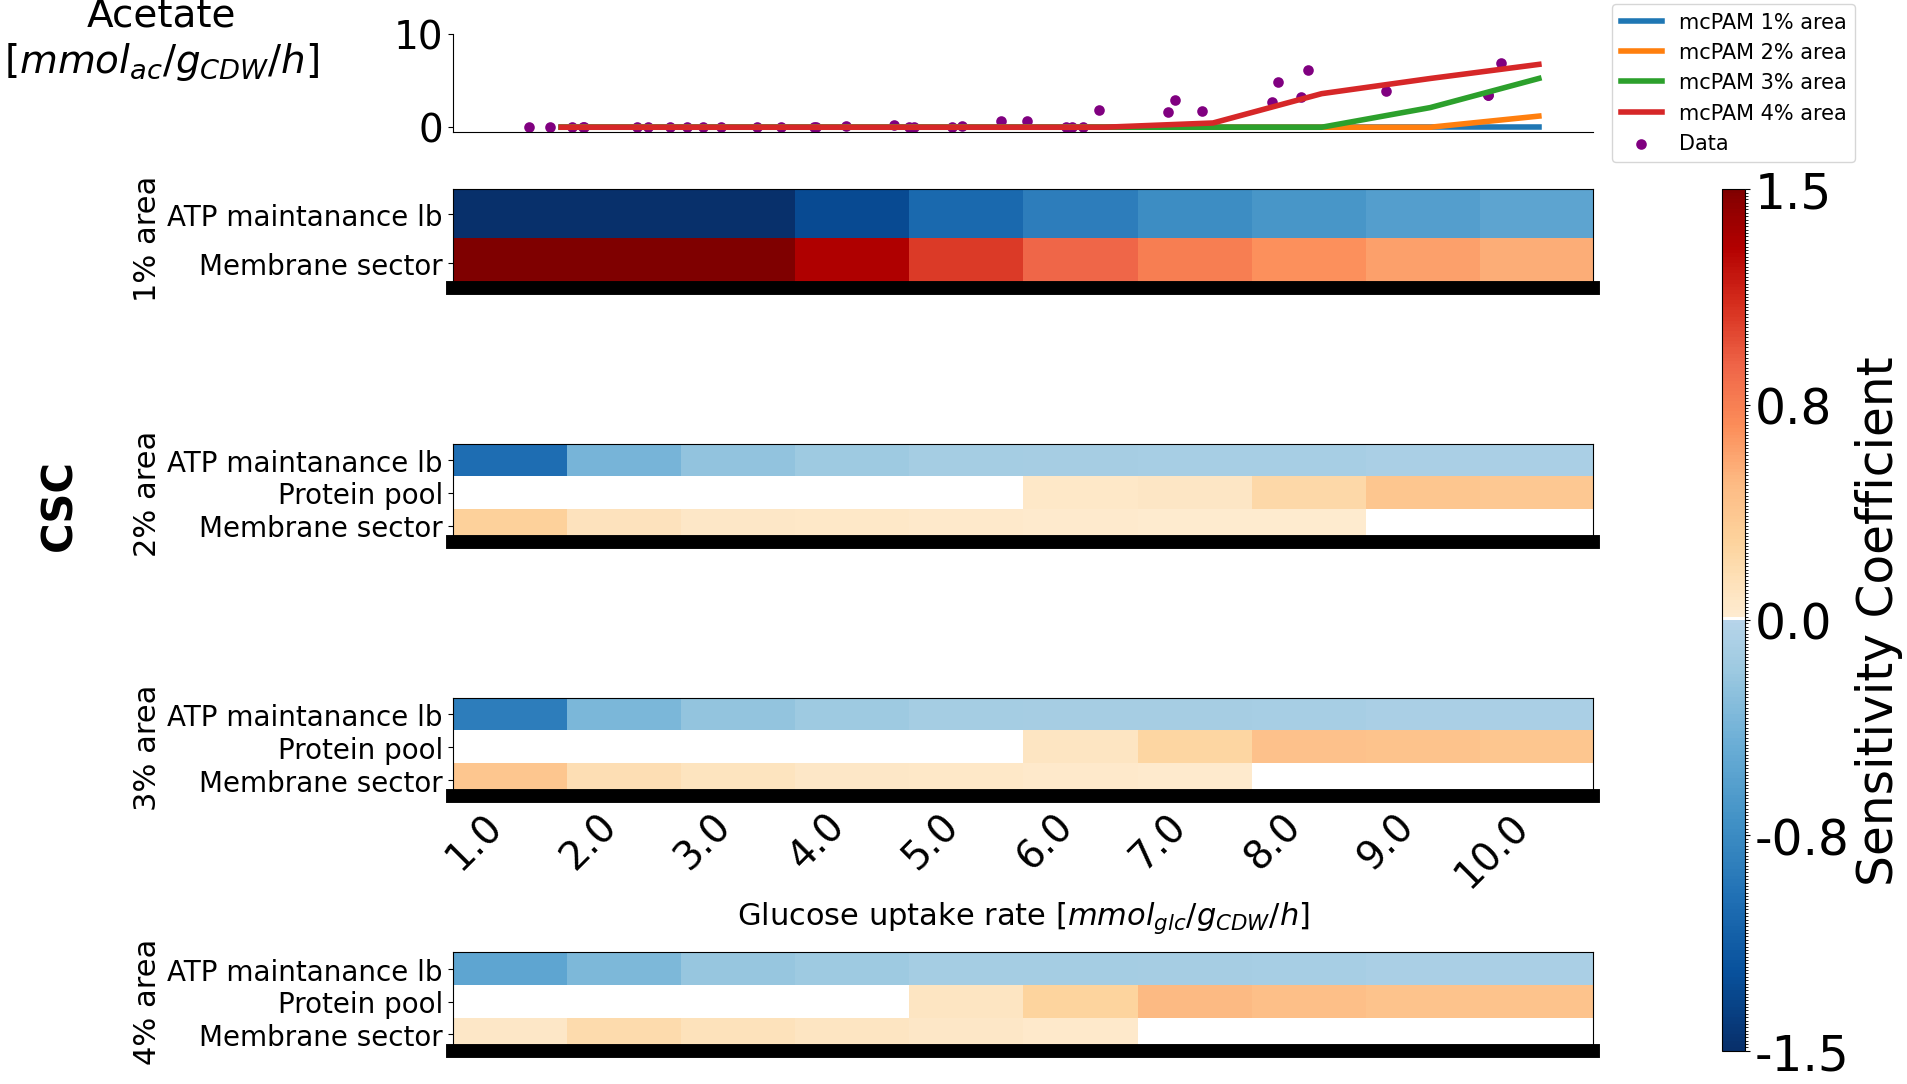 Acetate
[mmol_ac/g_CDW/h]
10
0
mcPAM 1% area
mcPAM 2% area
mcPAM 3% area
mcPAM 4% area
Data
1% area
ATP maintanance lb
Membrane sector
CSC
2% area
ATP maintanance lb
Protein pool
Membrane sector
3% area
ATP maintanance lb
Protein pool
Membrane sector
1.0 2.0 3.0 4.0 5.0 6.0 7.0 8.0 9.0 10.0
Glucose uptake rate [mmol_glc/g_CDW/h]
4% area
ATP maintanance lb
Protein pool
Membrane sector
1.5
0.8
0.0
-0.8
-1.5
Sensitivity Coefficient